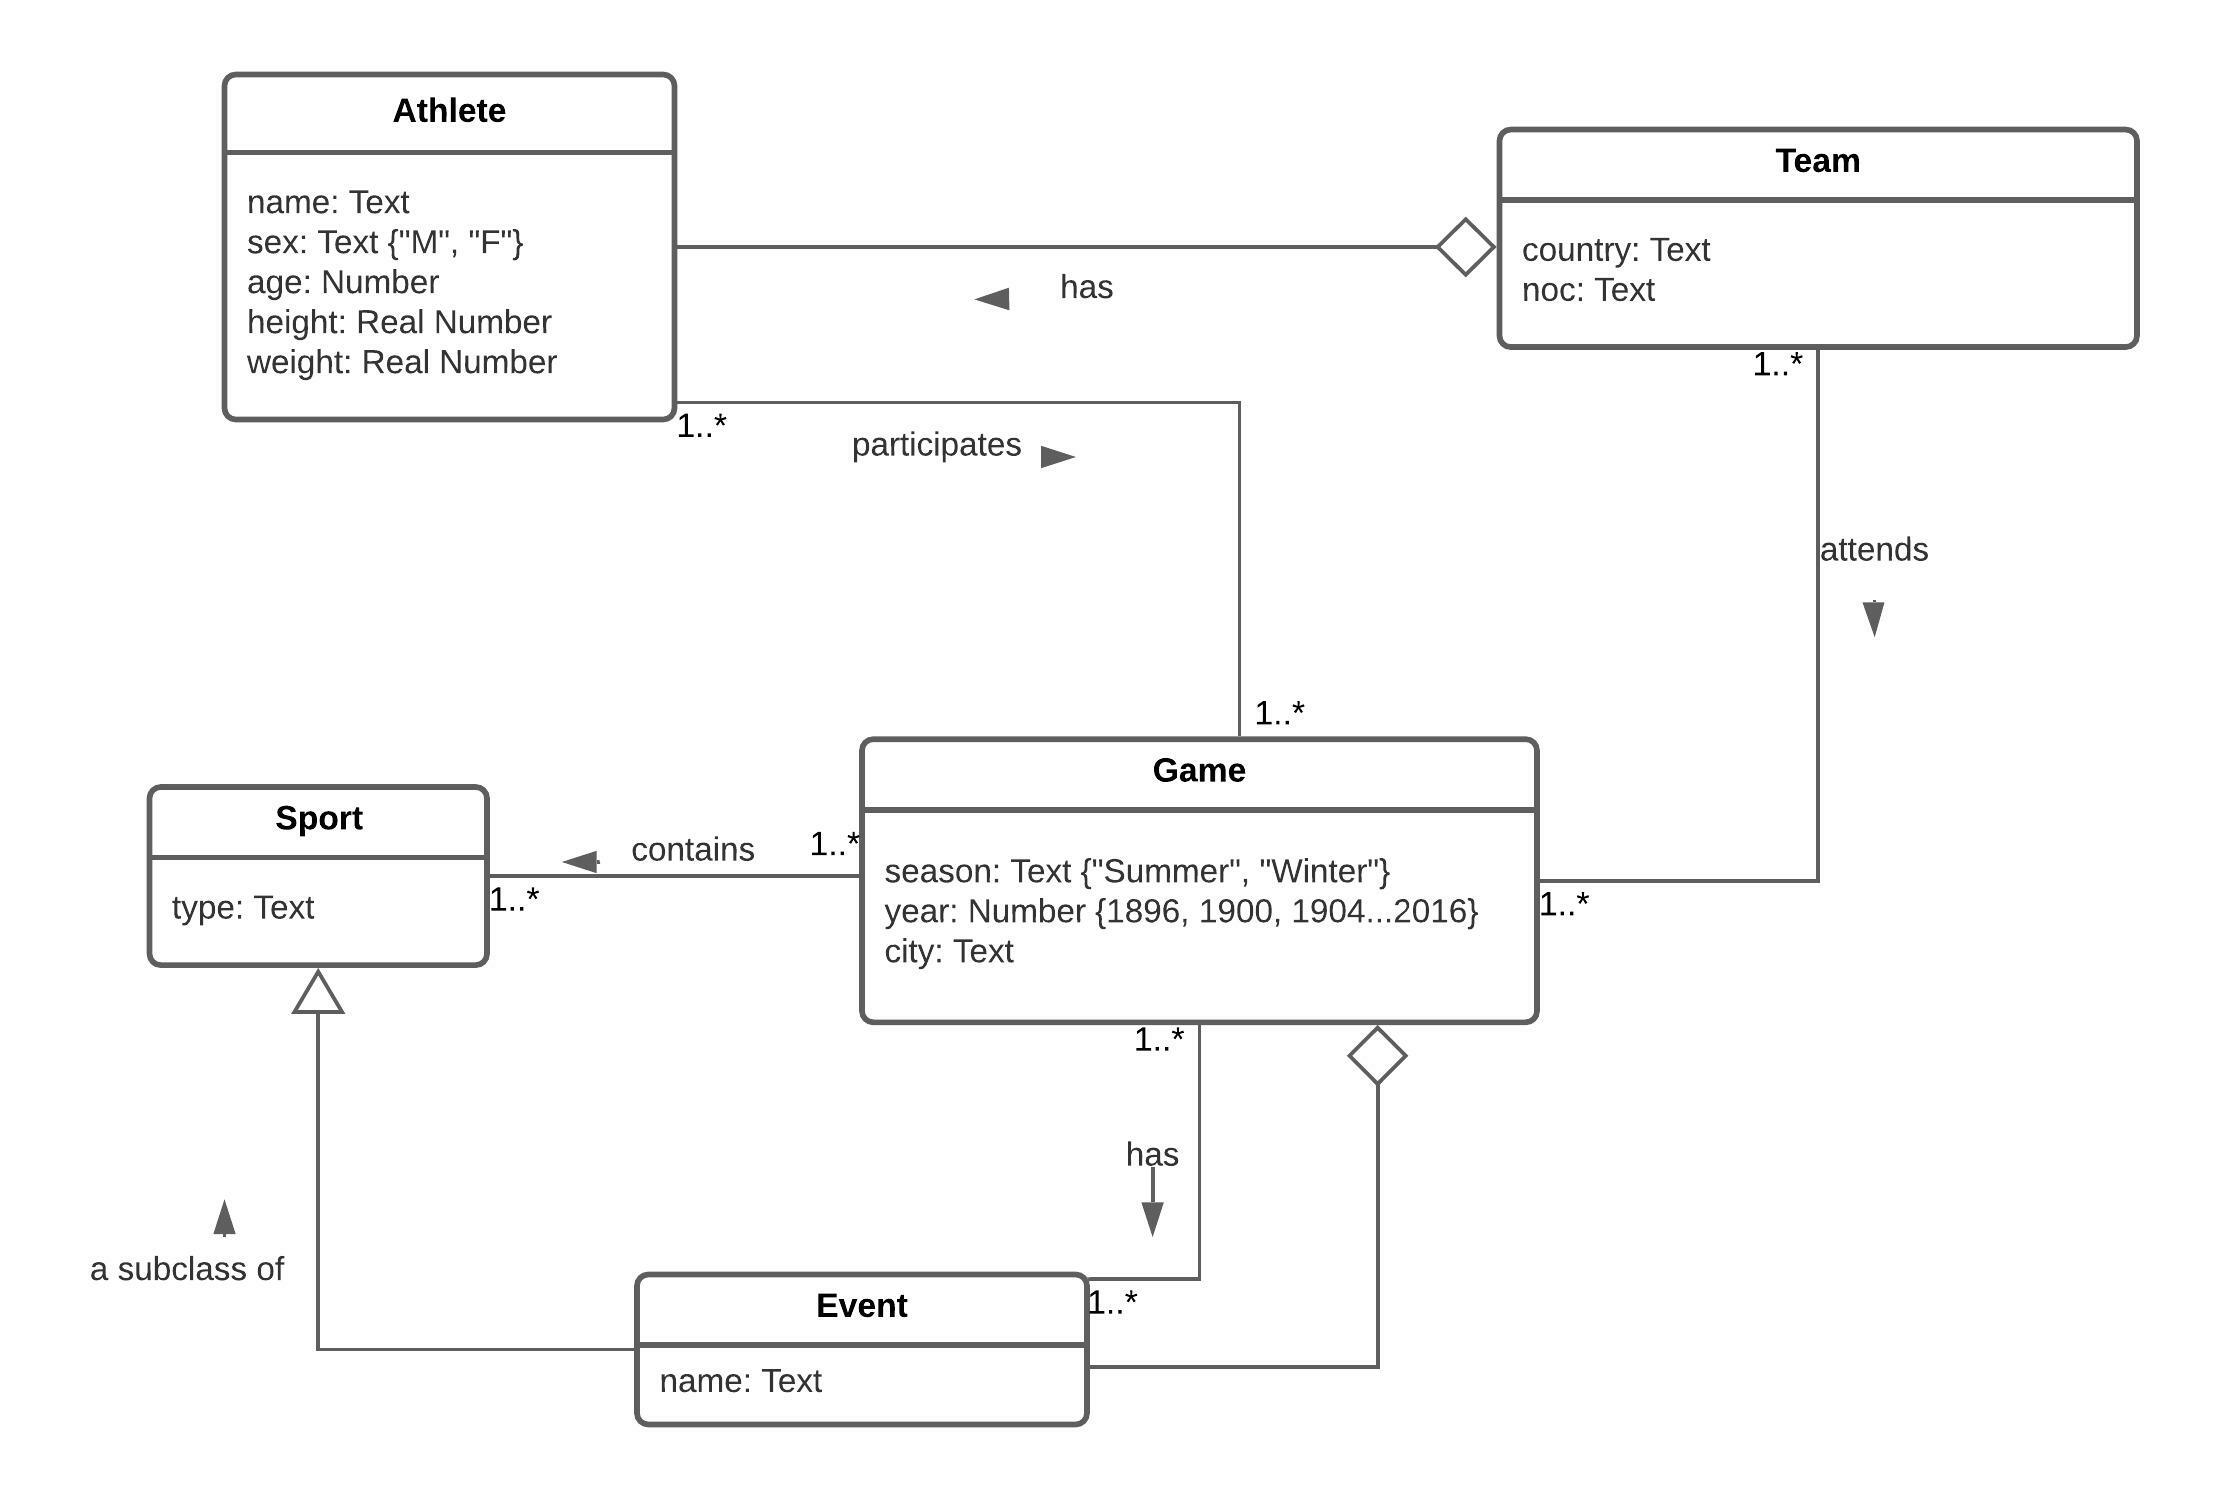 Athlete
name: Text
sex: Text {"M", "F"}
age: Number
height: Real Number
weight: Real Number
Team
country: Text
noc: Text
has
1..*
1..*
participates
attends
1..*
Game
season: Text {"Summer", "Winter"}
year: Number {1896, 1900, 1904...2016}
city: Text
Sport
type: Text
contains
1..*
1..*
1..*
1..*
has
a subclass of
1..*
Event
name: Text